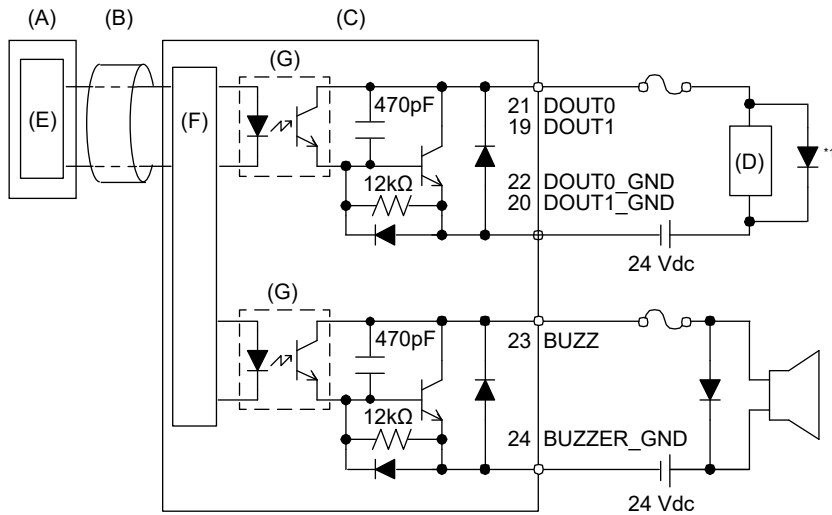 (A) (B) (C)
(G)
470pF
21 DOUT0
19 DOUT1
(E) (F) (D) *1
12kΩ
22 DOUT0_GND
20 DOUT1_GND
24 Vdc
(G)
470pF
23 BUZZ
12kΩ
24 BUZZER_GND
24 Vdc